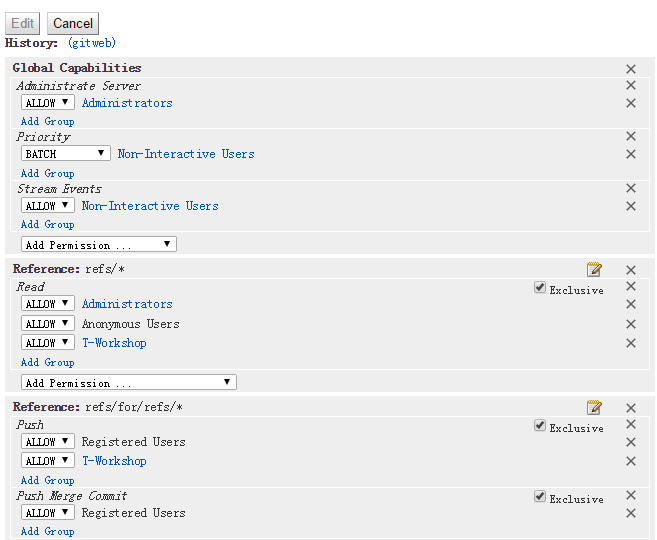 Edit Cancel
History: (gitweb)
Global Capabilities
Administrate Server
ALLOW Administrators
Add Group
Priority
BATCH Non-Interactive Users
Add Group
Stream Events
ALLOW Non-Interactive Users
Add Group
Add Permission ...
Reference: refs/*
Read Exclusive
ALLOW Administrators
ALLOW Anonymous Users
ALLOW T-Workshop
Add Group
Add Permission ...
Reference: refs/for/refs/*
Push Exclusive
ALLOW Registered Users
ALLOW T-Workshop
Add Group
Push Merge Commit Exclusive
ALLOW Registered Users
Add Group